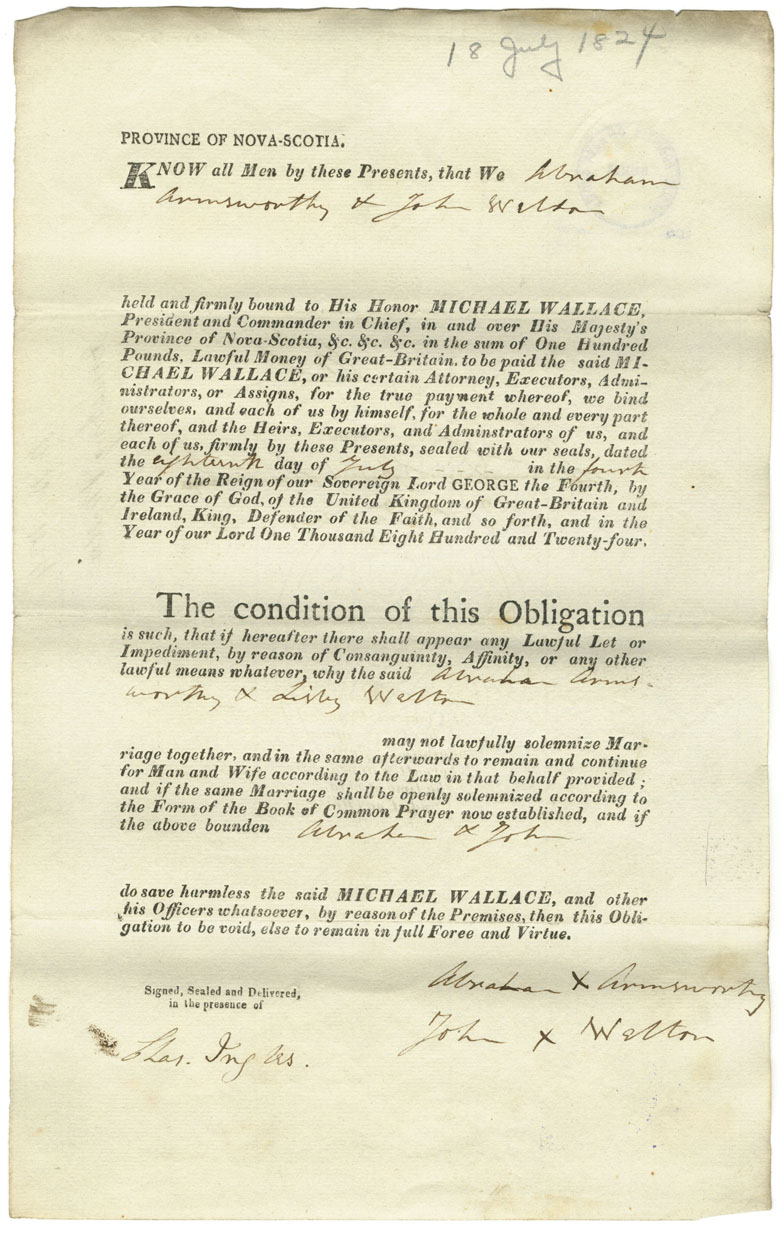 18 July 1824
PROVINCE OF NOVA-SCOTIA.
KNOW all Men by these Presents, that We Abraham
Armsworthy & John Welton
held and firmly bound to His Honor MICHAEL WALLACE,
President and Commander in Chief, in and over His Majesty's
Province of Nova-Scotia, &c. &c. &c. in the sum of One Hundred
Pounds, Lawful Money of Great-Britain, to be paid the said MI-
CHAEL WALLACE, or his certain Attorney, Executors, Admi-
nistrators, or Assigns, for the true payment whereof, we bind
ourselves, and each of us by himself, for the whole and every part
thereof, and the Heirs, Executors, and Adminstrators of us, and
each of us, firmly by these Presents, sealed with our seals, dated
the eighteenth day of July in the fourth
Year of the Reign of our Sovereign Lord GEORGE the Fourth, by
the Grace of God, of the United Kingdom of Great-Britain and
Ireland, King, Defender of the Faith, and so forth, and in the
Year of our Lord One Thousand Eight Hundred and Twenty-four.
The condition of this Obligation
is such, that if hereafter there shall appear any Lawful Let or
Impediment, by reason of Consanguinity, Affinity, or any other
lawful means whatever, why the said Abraham Arms-
worthy & Welton
may not lawfully solemnize Mar-
riage together, and in the same afterwards to remain and continue
for Man and Wife according to the Law in that behalf provided;
and if the same Marriage shall be openly solemnized according to
the Form of the Book of Common Prayer now established, and if
the above bounden Abraham & John
do save harmless the said MICHAEL WALLACE, and other
his Officers whatsoever, by reason of the Premises, then this Obli-
gation to be void, else to remain in full Foree and Virtue.
Signed, Sealed and Delivered,
in the presence of
Abraham X Armsworthy
John X Welton
Chas. Ingles.